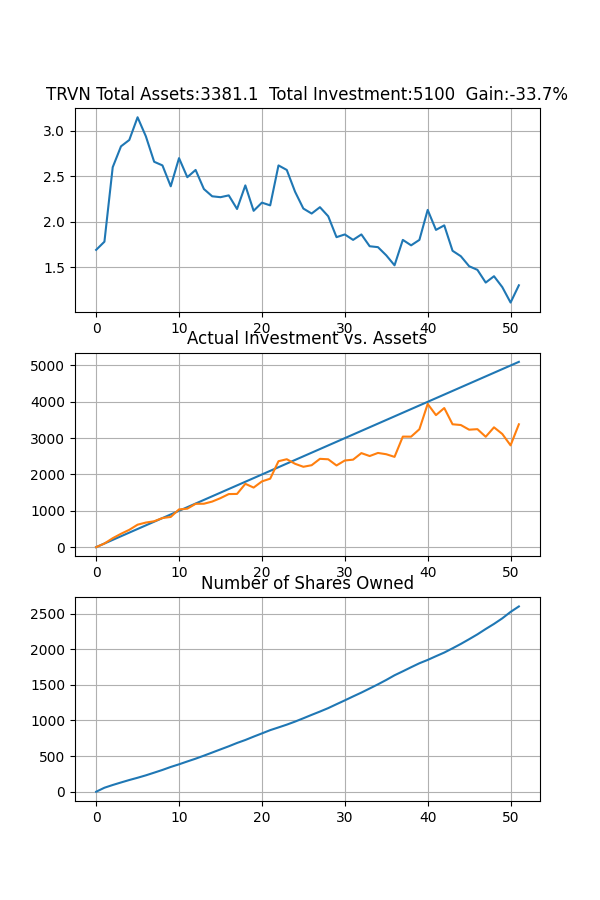 TRVN Total Assets:3381.1  Total Investment:5100  Gain:-33.7%
3.0
2.5
2.0
1.5
0 10 20 30 40 50
Actual Investment vs. Assets
5000
4000
3000
2000
1000
0
0 10 20 30 40 50
Number of Shares Owned
2500
2000
1500
1000
500
0
0 10 20 30 40 50